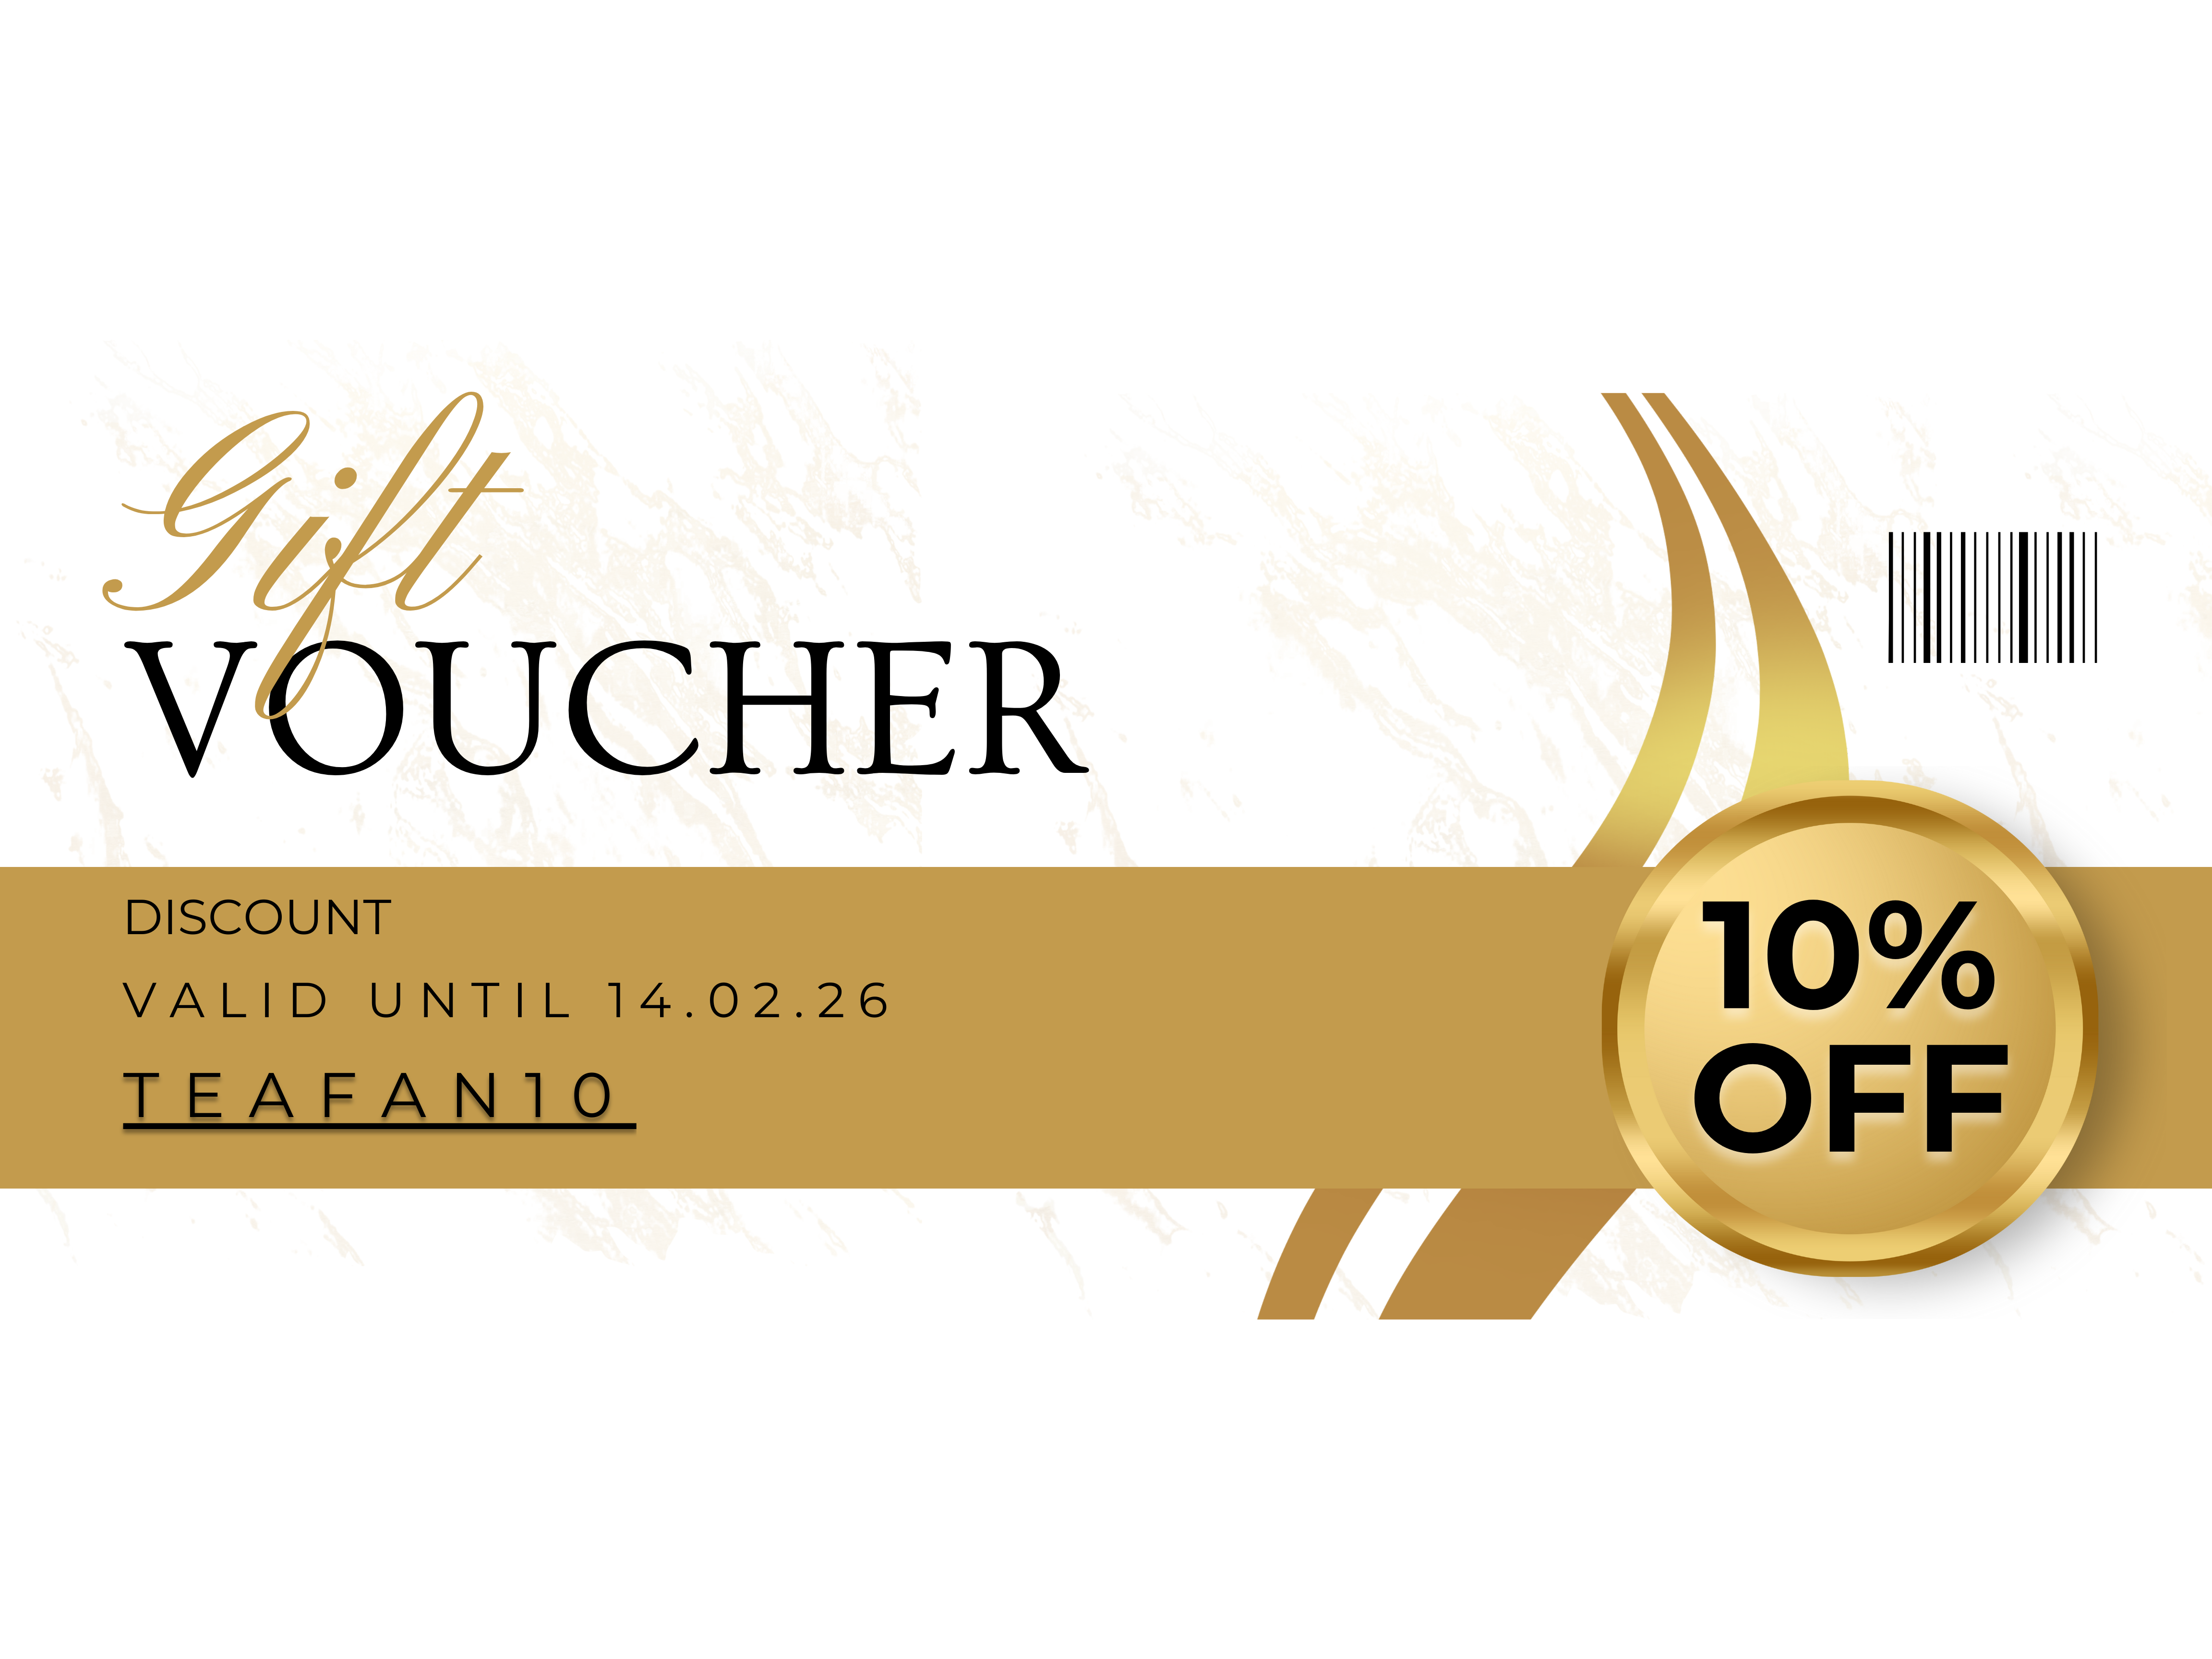 Gift
VOUCHER
DISCOUNT
VALID UNTIL 14.02.26
TEAFAN10
10%
OFF